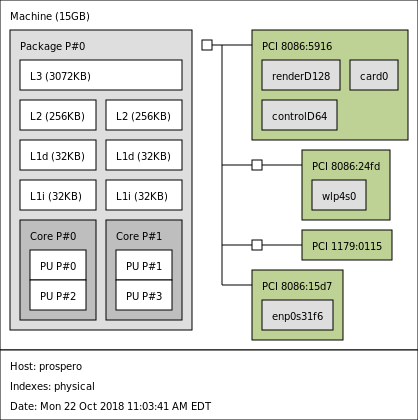 Machine (15GB)
Package P#0
L3 (3072KB)
L2 (256KB) L2 (256KB)
L1d (32KB) L1d (32KB)
L1i (32KB) L1i (32KB)
Core P#0 Core P#1
PU P#0 PU P#1
PU P#2 PU P#3
PCI 8086:5916
renderD128 card0
controlD64
PCI 8086:24fd
wlp4s0
PCI 1179:0115
PCI 8086:15d7
enp0s31f6
Host: prospero
Indexes: physical
Date: Mon 22 Oct 2018 11:03:41 AM EDT